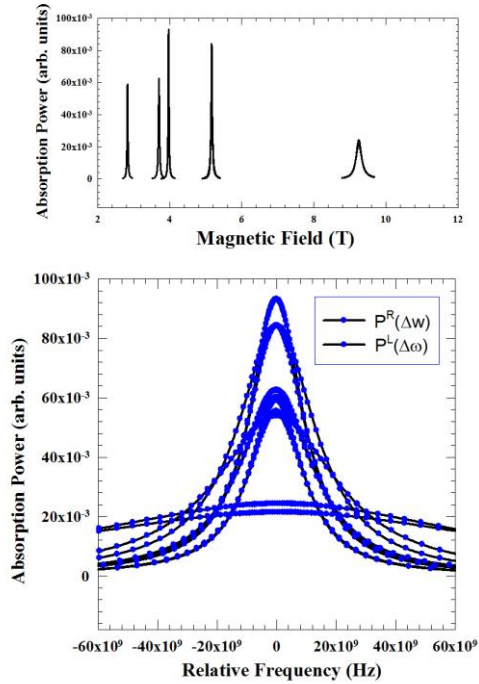 Absorption Power (arb. units)
100x10-3
80x10-3
60x10-3
40x10-3
20x10-3
0
2
4
6
8
10
12
Magnetic Field (T)
Absorption Power (arb. units)
100x10-3
80x10-3
60x10-3
40x10-3
20x10-3
0
PR(Δw)
PL(Δω)
-60x109
-20x109
0
20x109
60x109
Relative Frequency (Hz)